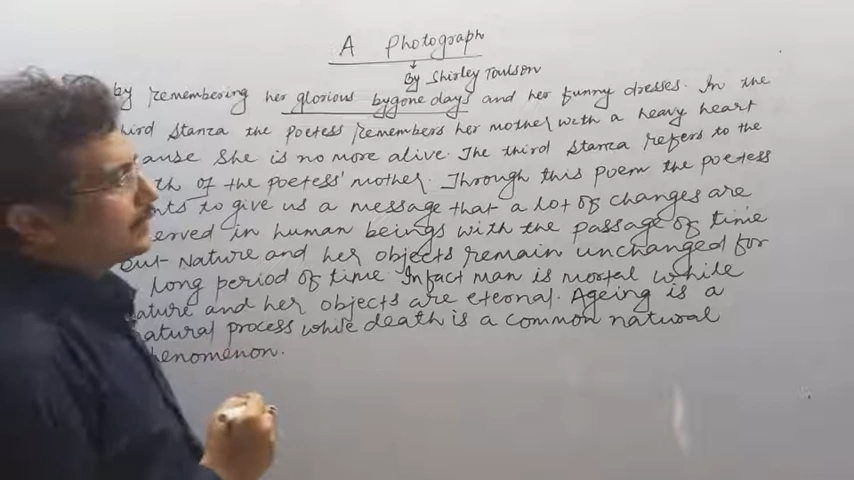 A Photograph
By Shirley Toulson
by remembering her glorious bygone days and her funny dresses. In the
hird Stanza the poetess remembers her mother with a heavy heart
ause she is no more alive. The third stanza refers to the
th of the poetess' mother. Through this poem the poetess
nts to give us a message that a lot of changes are
erved in human beings with the passage of time
but Nature and her objects remain unchanged for
long period of time. Infact man is mortal while
ature and her objects are eternal. Ageing is a
atural process while death is a common natural
henomenon.